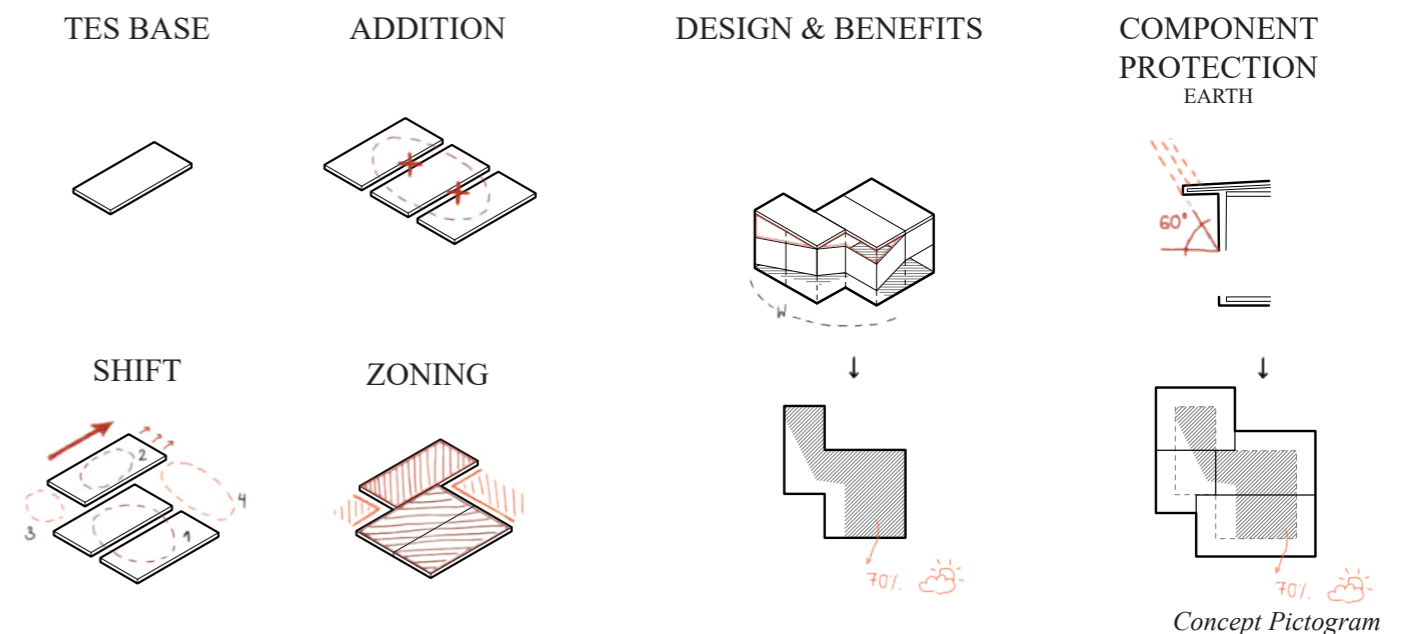 TES BASE
ADDITION
DESIGN & BENEFITS
COMPONENT
PROTECTION
EARTH
60°
W
SHIFT
ZONING
2
4
3
1
70%
70%
Concept Pictogram